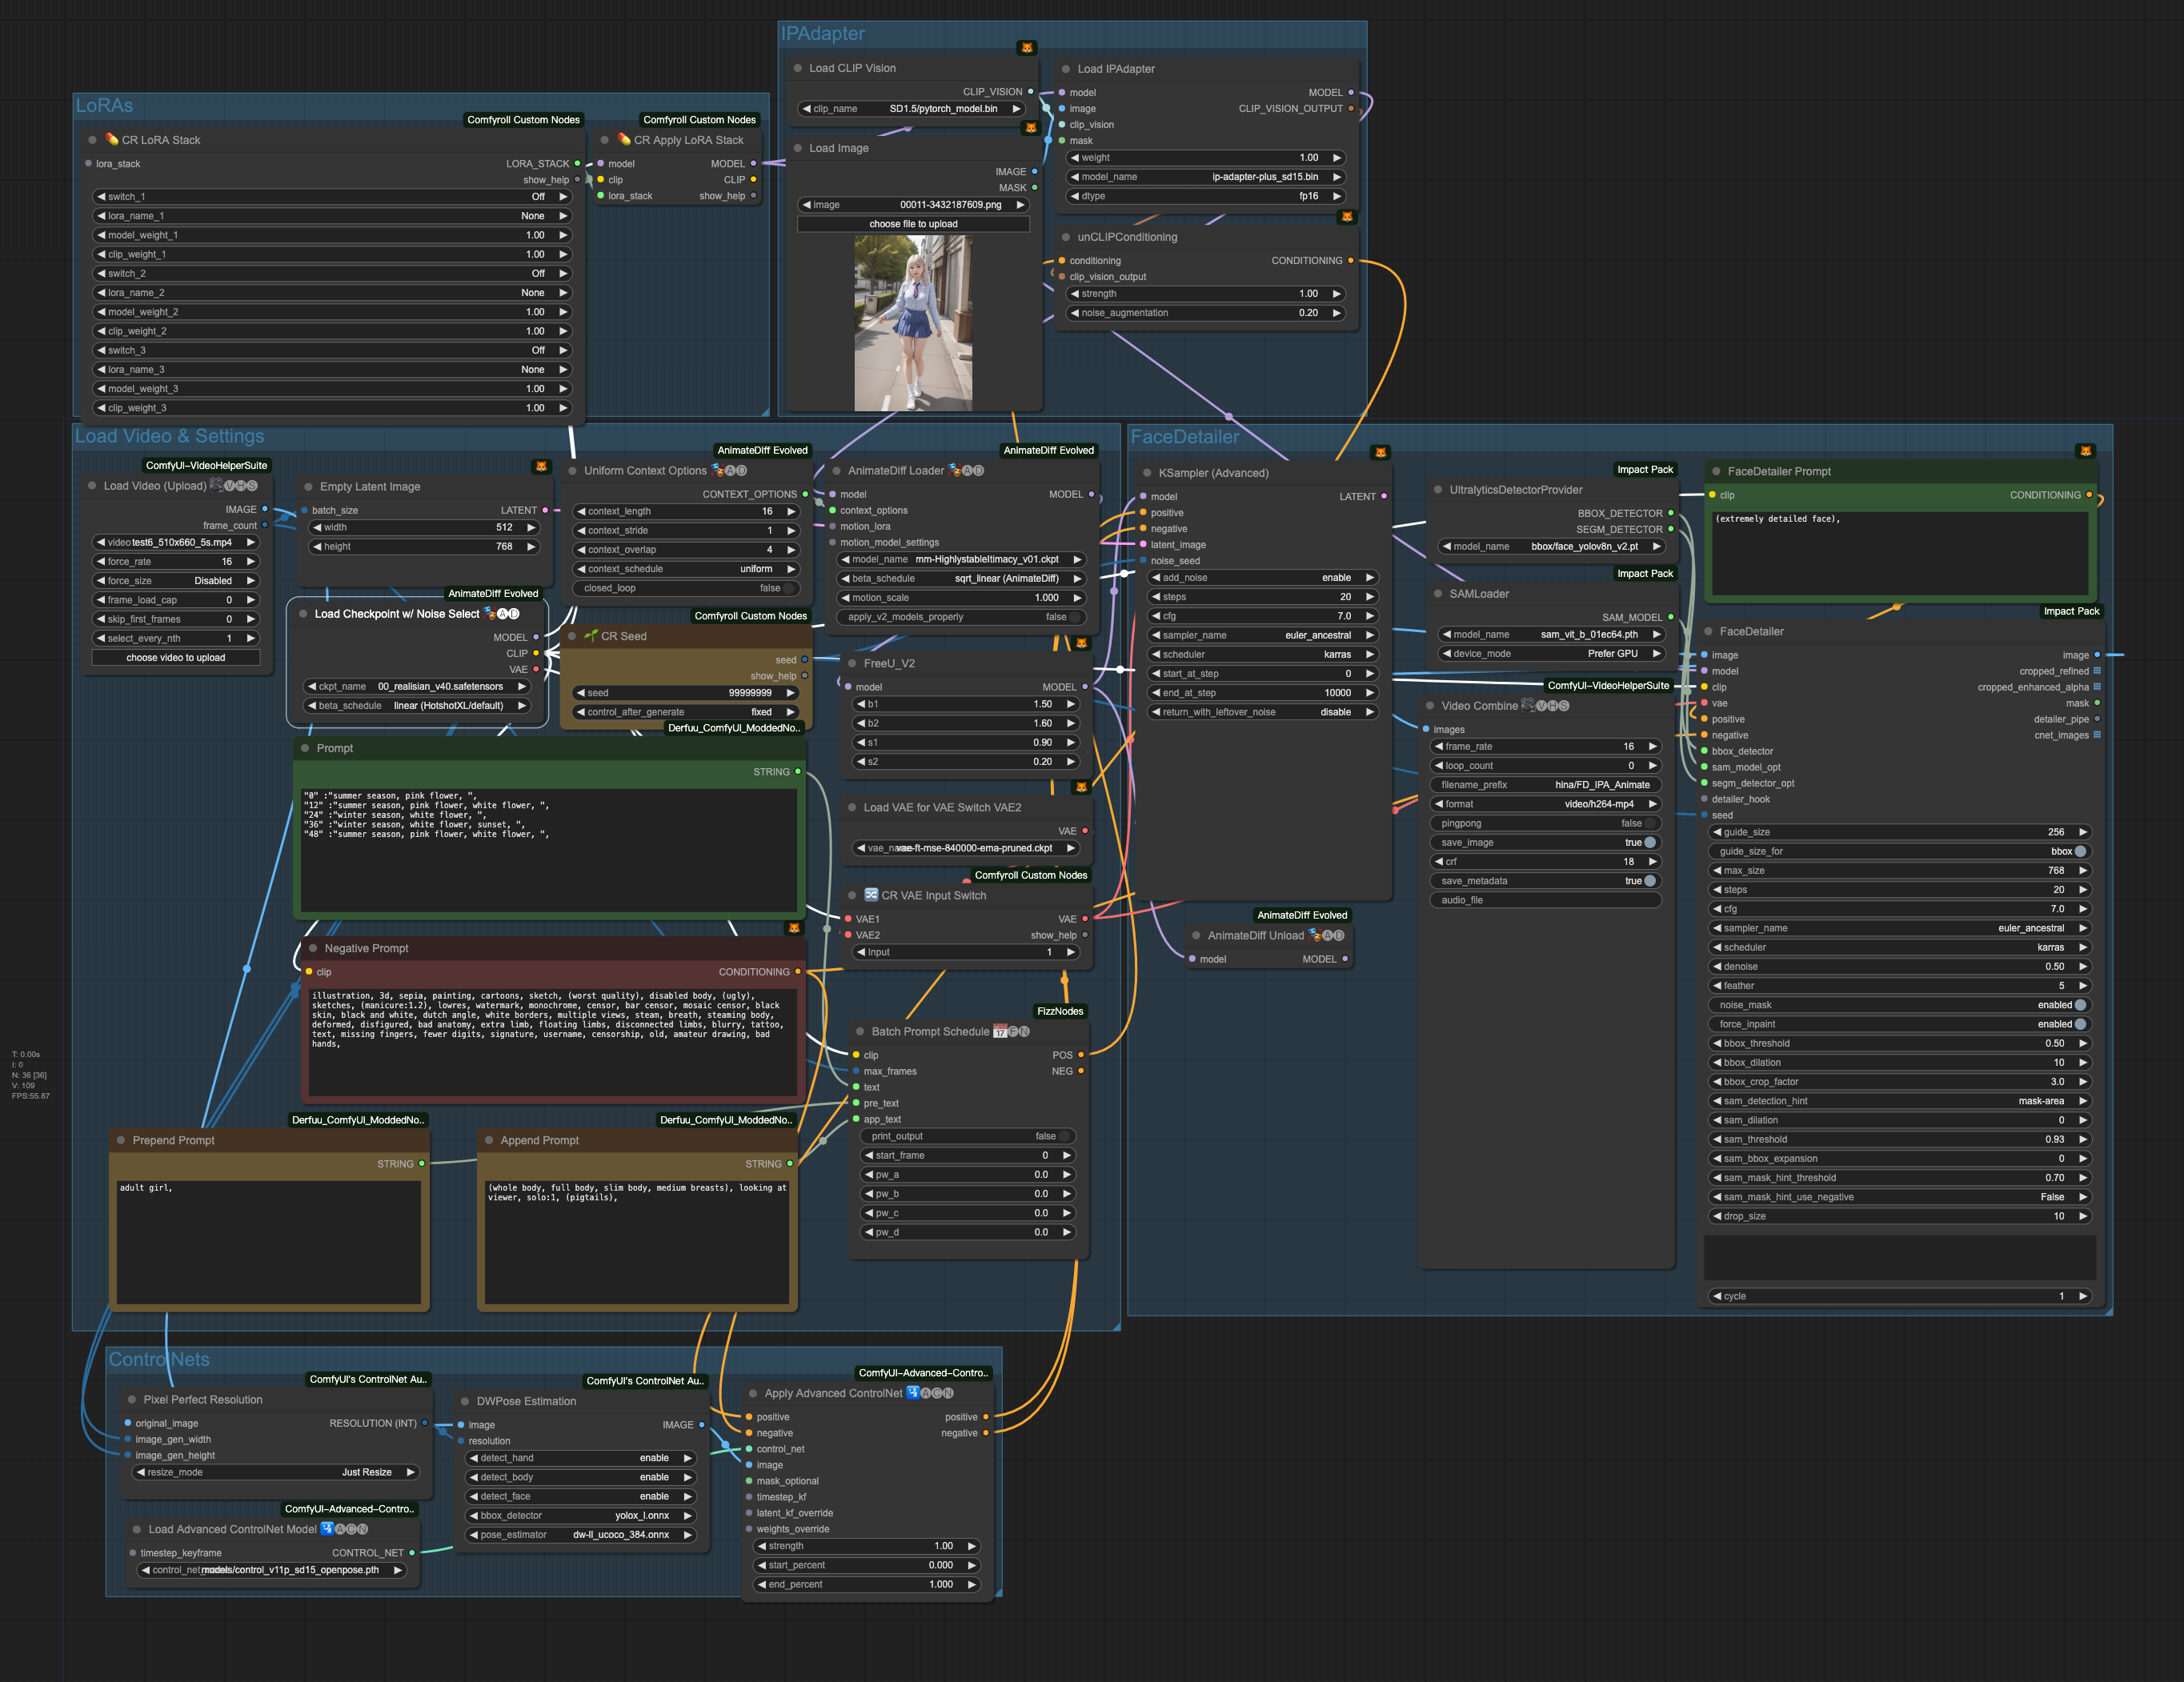 IPAdapter
Load CLIP Vision
CLIP_VISION
clip_name SD1.5/pytorch_model.bin
Load Image
IMAGE
MASK
image 00011-3432187609.png
choose file to upload
Load IPAdapter
model MODEL
image CLIP_VISION_OUTPUT
clip_vision
mask
weight 1.00
model_name ip-adapter-plus_sd15.bin
dtype fp16
unCLIPConditioning
conditioning CONDITIONING
clip_vision_output
strength 1.00
noise_augmentation 0.20
LoRAs
Comfyroll Custom Nodes
CR LoRA Stack
lora_stack LORA_STACK
show_help
switch_1 Off
lora_name_1 None
model_weight_1 1.00
clip_weight_1 1.00
switch_2 Off
lora_name_2 None
model_weight_2 1.00
clip_weight_2 1.00
switch_3 Off
lora_name_3 None
model_weight_3 1.00
clip_weight_3 1.00
Comfyroll Custom Nodes
CR Apply LoRA Stack
model MODEL
clip CLIP
lora_stack show_help
Load Video & Settings
ComfyUI-VideoHelperSuite
Load Video (Upload) VHS
IMAGE
frame_count
video test6_510x660_5s.mp4
force_rate 16
force_size Disabled
frame_load_cap 0
skip_first_frames 0
select_every_nth 1
choose video to upload
Empty Latent Image
batch_size LATENT
width 512
height 768
AnimateDiff Evolved
Load Checkpoint w/ Noise Select AD
MODEL
CLIP
VAE
ckpt_name 00_realisian_v40.safetensors
beta_schedule linear (HotshotXL/default)
AnimateDiff Evolved
Uniform Context Options AD
CONTEXT_OPTIONS
context_length 16
context_stride 1
context_overlap 4
context_schedule uniform
closed_loop false
Comfyroll Custom Nodes
CR Seed
seed
show_help
seed 99999999
control_after_generate fixed
AnimateDiff Evolved
AnimateDiff Loader AD
model MODEL
context_options
motion_lora
motion_model_settings
model_name mm-HighlystableItimacy_v01.ckpt
beta_schedule sqrt_linear (AnimateDiff)
motion_scale 1.000
apply_v2_models_properly false
FreeU_V2
model MODEL
b1 1.50
b2 1.60
s1 0.90
s2 0.20
Load VAE for VAE Switch VAE2
VAE
vae-ft-mse-840000-ema-pruned.ckpt
Comfyroll Custom Nodes
CR VAE Input Switch
VAE1 VAE
VAE2 show_help
Input 1
Derfuu_ComfyUI_ModdedNo..
Prompt
STRING
"0" :"summer season, pink flower, ",
"12" :"summer season, pink flower, white flower, ",
"24" :"winter season, white flower, ",
"36" :"winter season, white flower, sunset, ",
"48" :"summer season, pink flower, white flower, ",
Negative Prompt
clip CONDITIONING
illustration, 3d, sepia, painting, cartoons, sketch, (worst quality), disabled body, (ugly),
sketches, (manicure:1.2), lowres, watermark, monochrome, censor, bar censor, mosaic censor, black
skin, black and white, dutch angle, white borders, multiple views, steam, breath, steaming body,
deformed, disfigured, bad anatomy, extra limb, floating limbs, disconnected limbs, blurry, tattoo,
text, missing fingers, fewer digits, signature, username, censorship, old, amateur drawing, bad
hands,
T: 0.00s
I: 0
N: 36 [36]
V: 109
FPS:55.87
Derfuu_ComfyUI_ModdedNo..
Prepend Prompt
STRING
adult girl,
Derfuu_ComfyUI_ModdedNo..
Append Prompt
STRING
(whole body, full body, slim body, medium breasts), looking at
viewer, solo:1, (pigtails),
FizzNodes
Batch Prompt Schedule 17 FN
clip POS
max_frames NEG
text
pre_text
app_text
print_output false
start_frame 0
pw_a 0.0
pw_b 0.0
pw_c 0.0
pw_d 0.0
FaceDetailer
KSampler (Advanced)
model LATENT
positive
negative
latent_image
noise_seed
add_noise enable
steps 20
cfg 7.0
sampler_name euler_ancestral
scheduler karras
start_at_step 0
end_at_step 10000
return_with_leftover_noise disable
AnimateDiff Evolved
AnimateDiff Unload AD
model MODEL
Impact Pack
UltralyticsDetectorProvider
BBOX_DETECTOR
SEGM_DETECTOR
model_name bbox/face_yolov8n_v2.pt
Impact Pack
SAMLoader
SAM_MODEL
model_name sam_vit_b_01ec64.pth
device_mode Prefer GPU
ComfyUI-VideoHelperSuite
Video Combine VHS
images
frame_rate 16
loop_count 0
filename_prefix hina/FD_IPA_Animate
format video/h264-mp4
pingpong false
save_image true
crf 18
save_metadata true
audio_file
FaceDetailer Prompt
clip CONDITIONING
(extremely detailed face),
Impact Pack
FaceDetailer
image image
model cropped_refined
clip cropped_enhanced_alpha
vae mask
positive detailer_pipe
negative cnet_images
bbox_detector
sam_model_opt
segm_detector_opt
detailer_hook
seed
guide_size 256
guide_size_for bbox
max_size 768
steps 20
cfg 7.0
sampler_name euler_ancestral
scheduler karras
denoise 0.50
feather 5
noise_mask enabled
force_inpaint enabled
bbox_threshold 0.50
bbox_dilation 10
bbox_crop_factor 3.0
sam_detection_hint mask-area
sam_dilation 0
sam_threshold 0.93
sam_bbox_expansion 0
sam_mask_hint_threshold 0.70
sam_mask_hint_use_negative False
drop_size 10
cycle 1
ControlNets
ComfyUI's ControlNet Au..
Pixel Perfect Resolution
original_image RESOLUTION (INT)
image_gen_width
image_gen_height
resize_mode Just Resize
ComfyUI-Advanced-Contro..
Load Advanced ControlNet Model ACN
timestep_keyframe CONTROL_NET
models/control_v11p_sd15_openpose.pth
ComfyUI's ControlNet Au..
DWPose Estimation
image IMAGE
resolution
detect_hand enable
detect_body enable
detect_face enable
bbox_detector yolox_l.onnx
pose_estimator dw-ll_ucoco_384.onnx
ComfyUI-Advanced-Contro..
Apply Advanced ControlNet ACN
positive positive
negative negative
control_net
image
mask_optional
timestep_kf
latent_kf_override
weights_override
strength 1.00
start_percent 0.000
end_percent 1.000